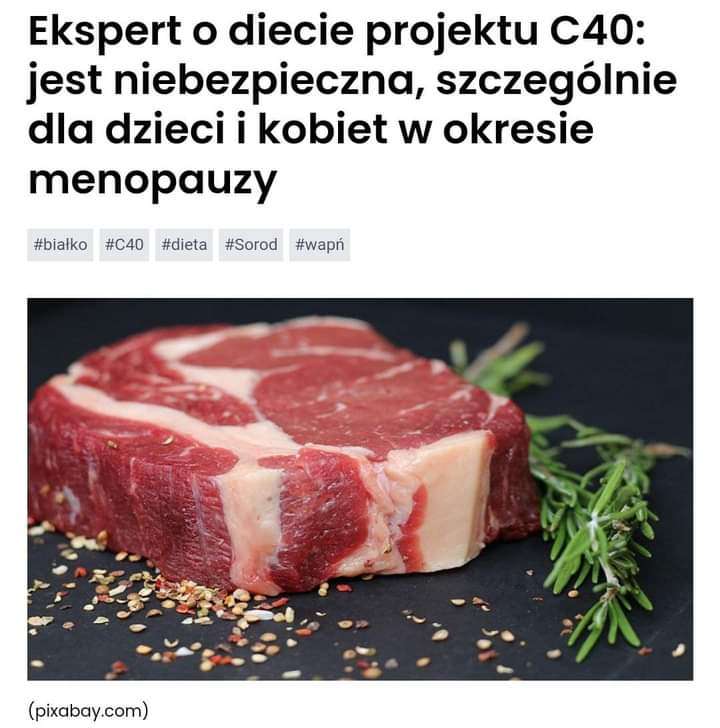 Ekspert o diecie projektu C40:
jest niebezpieczna, szczególnie
dla dzieci i kobiet w okresie
menopauzy
#białko #C40 #dieta #Sorod #wapń
(pixabay.com)